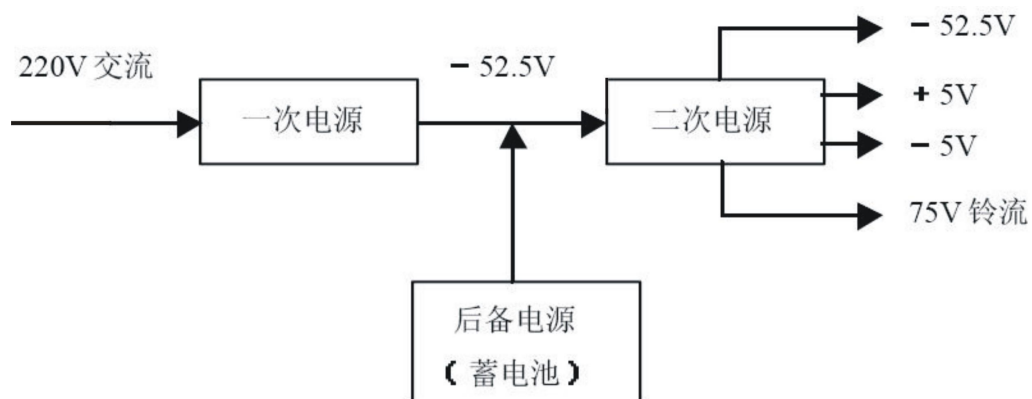 − 52.5V
220V 交流
− 52.5V
一次电源
二次电源
+ 5V
− 5V
75V 铃流
后备电源
( 蓄电池 )